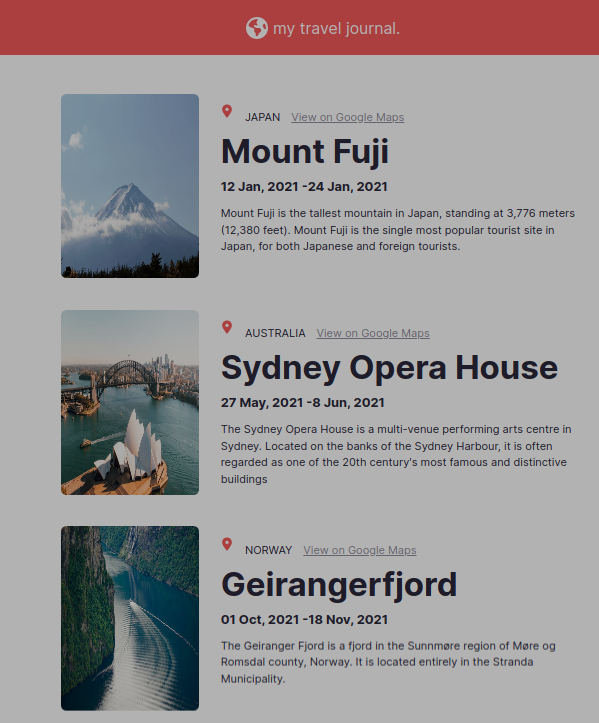 my travel journal.
JAPAN View on Google Maps
Mount Fuji
12 Jan, 2021 -24 Jan, 2021
Mount Fuji is the tallest mountain in Japan, standing at 3,776 meters
(12,380 feet). Mount Fuji is the single most popular tourist site in
Japan, for both Japanese and foreign tourists.
AUSTRALIA View on Google Maps
Sydney Opera House
27 May, 2021 -8 Jun, 2021
The Sydney Opera House is a multi-venue performing arts centre in
Sydney. Located on the banks of the Sydney Harbour, it is often
regarded as one of the 20th century's most famous and distinctive
buildings
NORWAY View on Google Maps
Geirangerfjord
01 Oct, 2021 -18 Nov, 2021
The Geiranger Fjord is a fjord in the Sunnmøre region of Møre og
Romsdal county, Norway. It is located entirely in the Stranda
Municipality.